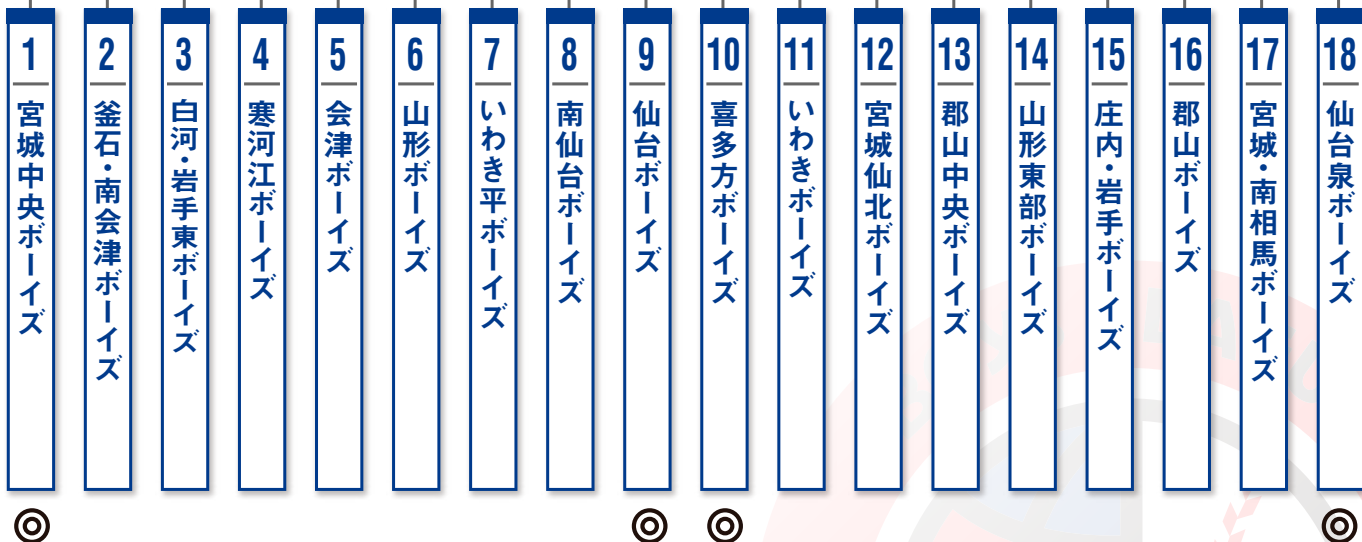 1
宮城中央ボーイズ
2
釜石・南会津ボーイズ
3
白河・岩手東ボーイズ
4
寒河江ボーイズ
5
会津ボーイズ
6
山形ボーイズ
7
いわき平ボーイズ
8
南仙台ボーイズ
9
仙台ボーイズ
10
喜多方ボーイズ
11
いわきボーイズ
12
宮城仙北ボーイズ
13
郡山中央ボーイズ
14
山形東部ボーイズ
15
庄内・岩手ボーイズ
16
郡山ボーイズ
17
宮城・南相馬ボーイズ
18
仙台泉ボーイズ
◎
◎
◎
◎